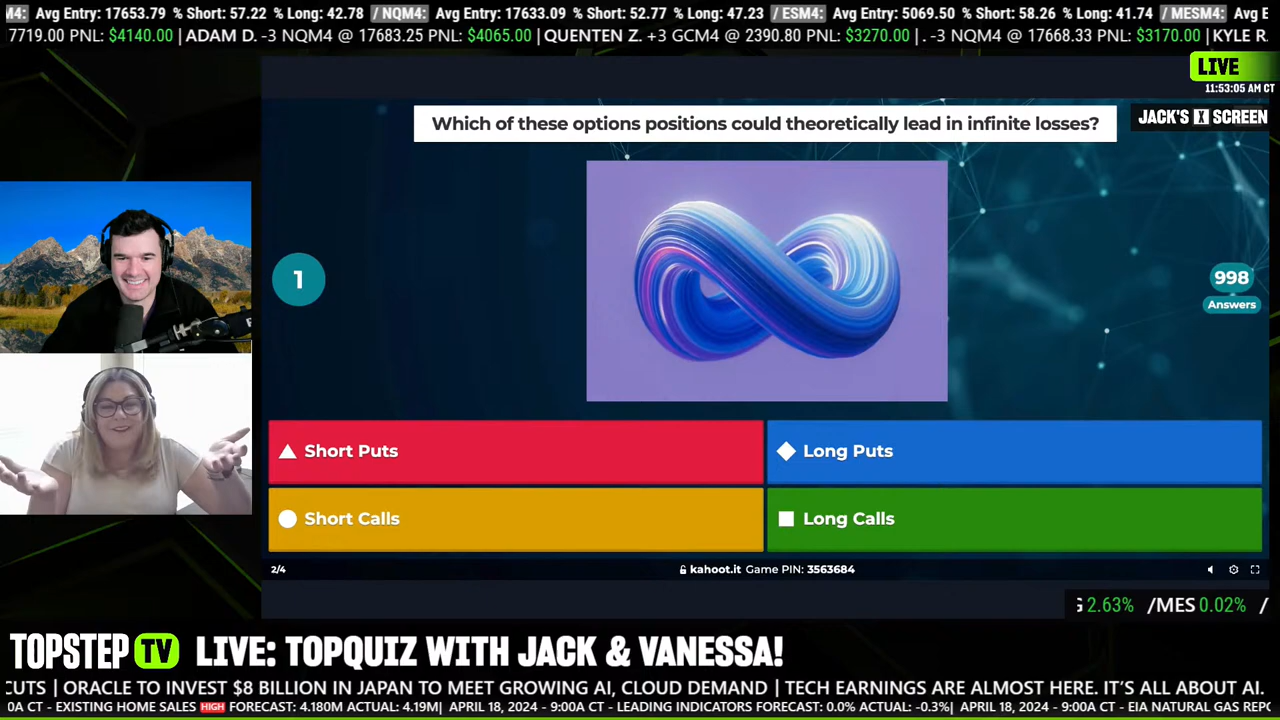 M4: Avg Entry: 17653.79 % Short: 57.22 % Long: 42.78 / NQM4: Avg Entry: 17633.09 % Short: 52.77 % Long: 47.23 / ESM4: Avg Entry: 5069.50 % Short: 58.26 % Long: 41.74 / MESM4: Avg E
7719.00 PNL: $4140.00 | ADAM D. -3 NQM4 @ 17683.25 PNL: $4065.00 | QUENTEN Z. +3 GCM4 @ 2390.80 PNL: $3270.00 | . -3 NQM4 @ 17668.33 PNL: $3170.00 | KYLE R.
LIVE
11:53:05 AM CT
JACK'S X SCREEN
Which of these options positions could theoretically lead in infinite losses?
1
998
Answers
Short Puts
Long Puts
Short Calls
Long Calls
2/4
kahoot.it Game PIN: 3563684
G 2.63% /MES 0.02% /
TOPSTEP TV LIVE: TOPQUIZ WITH JACK & VANESSA!
CUTS | ORACLE TO INVEST $8 BILLION IN JAPAN TO MEET GROWING AI, CLOUD DEMAND | TECH EARNINGS ARE ALMOST HERE. IT'S ALL ABOUT AI.
0A CT - EXISTING HOME SALES HIGH FORECAST: 4.180M ACTUAL: 4.19M| APRIL 18, 2024 - 9:00A CT - LEADING INDICATORS FORECAST: 0.0% ACTUAL: -0.3%| APRIL 18, 2024 - 9:00A CT - EIA NATURAL GAS REPO